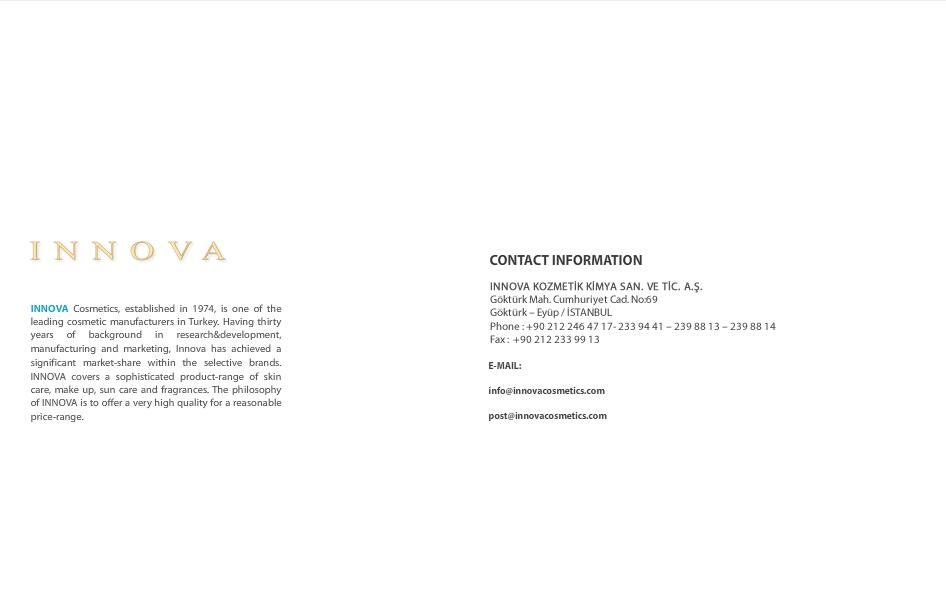 INNOVA
INNOVA Cosmetics, established in 1974, is one of the
leading cosmetic manufacturers in Turkey. Having thirty
years of background in research&development,
manufacturing and marketing, Innova has achieved a
significant market-share within the selective brands.
INNOVA covers a sophisticated product-range of skin
care, make up, sun care and fragrances. The philosophy
of INNOVA is to offer a very high quality for a reasonable
price-range.
CONTACT INFORMATION
INNOVA KOZMETİK KİMYA SAN. VE TİC. A.Ş.
Göktürk Mah. Cumhuriyet Cad. No:69
Göktürk – Eyüp / İSTANBUL
Phone : +90 212 246 47 17- 233 94 41 – 239 88 13 – 239 88 14
Fax : +90 212 233 99 13
E-MAIL:
info@innovacosmetics.com
post@innovacosmetics.com